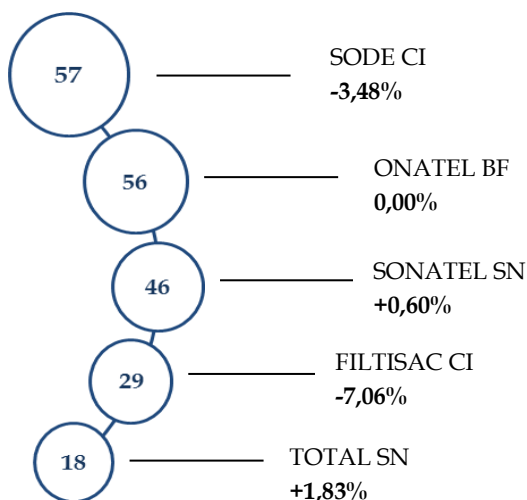 57
SODE CI
-3,48%
56
ONATEL BF
0,00%
46
SONATEL SN
+0,60%
29
FILTISAC CI
-7,06%
18
TOTAL SN
+1,83%